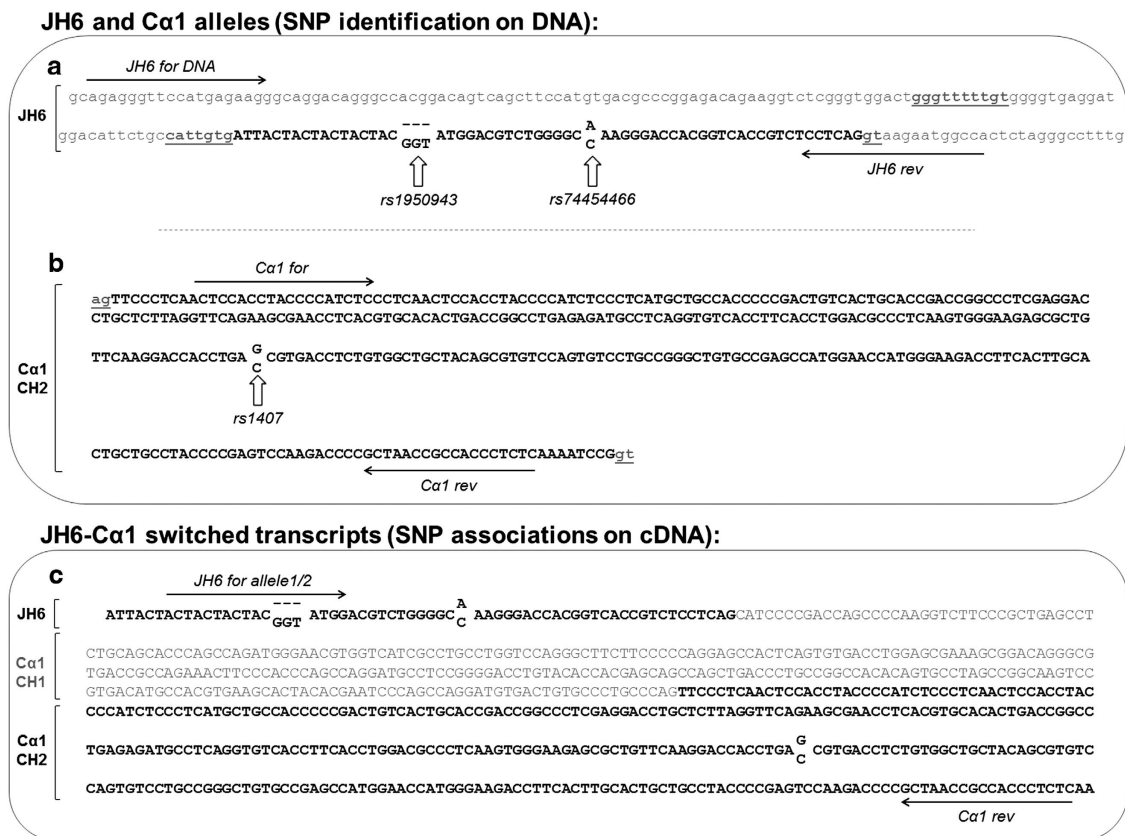 JH6 and Cα1 alleles (SNP identification on DNA):
a
JH6 for DNA
gcagagggttccatgagaagggcaggacagggccacggacagtcagcttccatgtgacgcccggagacagaaggtctcgggtggactgggtttttgtggggtgaggat
JH6
ggacattctgccattgtgATTACTACTACTACTAC --- GGT ATGGACGTCTGGGGC A C AAGGGACCACGGTCACCGTCTCCTCAGgtaagaatggccactctagggcctttg
rs1950943
rs74454466
JH6 rev
b
Cα1 for
agTTCCCTCAACTCCACCTACCCCATCTCCCTCAACTCCACCTACCCCATCTCCCTCATGCTGCCACCCCCGACTGTCACTGCACCGACCGGCCCTCGAGGAC
CTGCTCTTAGGTTCAGAAGCGAACCTCACGTGCACACTGACCGGCCTGAGAGATGCCTCAGGTGTCACCTTCACCTGGACGCCCTCAAGTGGGAAGAGCGCTG
TTCAAGGACCACCTGA G C CGTGACCTCTGTGGCTGCTACAGCGTGTCCAGTGTCCTGCCGGGCTGTGCCGAGCCATGGAACCATGGGAAGACCTTCACTTGCA
Cα1
CH2
rs1407
CTGCTGCCTACCCCGAGTCCAAGACCCCGCTAACCGCCACCCTCTCAAAATCCGgt
Cα1 rev
JH6-Cα1 switched transcripts (SNP associations on cDNA):
c
JH6 for allele1/2
JH6
ATTACTACTACTACTAC --- GGT ATGGACGTCTGGGGC A C AAGGGACCACGGTCACCGTCTCCTCAGCATCCCCGACCAGCCCCAAGGTCTTCCCGCTGAGCCT
Cα1
CH1
CTGCAGCACCCAGCCAGATGGGAACGTGGTCATCGCCTGCCTGGTCCAGGGCTTCTTCCCCCAGGAGCCACTCAGTGTGACCTGGAGCGAAAGCGGACAGGGCG
TGACCGCCAGAAACTTCCCACCCAGCCAGGATGCCTCCGGGGACCTGTACACCACGAGCAGCCAGCTGACCCTGCCGGCCACACAGTGCCTAGCCGGCAAGTCC
GTGACATGCCACGTGAAGCACTACACGAATCCCAGCCAGGATGTGACTGTGCCCTGCCCAGTTCCCTCAACTCCACCTACCCCATCTCCCTCAACTCCACCTAC
CCCATCTCCCTCATGCTGCCACCCCCGACTGTCACTGCACCGACCGGCCCTCGAGGACCTGCTCTTAGGTTCAGAAGCGAACCTCACGTGCACACTGACCGGCC
Cα1
CH2
TGAGAGATGCCTCAGGTGTCACCTTCACCTGGACGCCCTCAAGTGGGAAGAGCGCTGTTCAAGGACCACCTGA G C CGTGACCTCTGTGGCTGCTACAGCGTGTC
CAGTGTCCTGCCGGGCTGTGCCGAGCCATGGAACCATGGGAAGACCTTCACTTGCACTGCTGCCTACCCCGAGTCCAAGACCCCGCTAACCGCCACCCTCTCAA
Cα1 rev